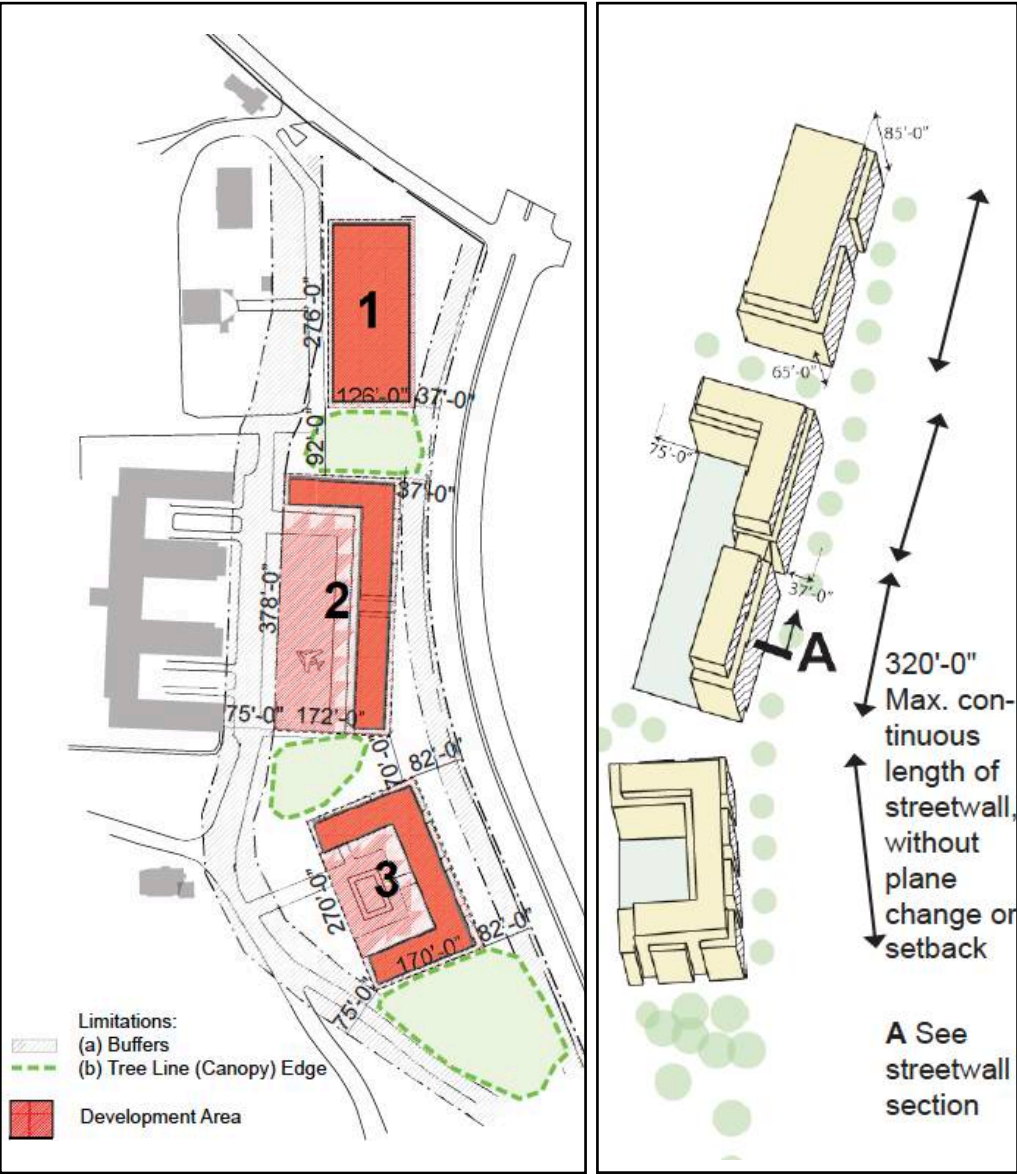 1
276'-0"
126'-0"
37'-0"
92'-0"
37'-0"
2
378'-0"
75'-0"
172'-0"
70'-0"
82'-0"
3
270'-0"
170'-0"
82'-0"
75'-0"
Limitations:
(a) Buffers
(b) Tree Line (Canopy) Edge
Development Area
85'-0"
65'-0"
75'-0"
37'-0"
A
320'-0"
Max. con-
tinuous
length of
streetwall,
without
plane
change or
setback
A See
streetwall
section